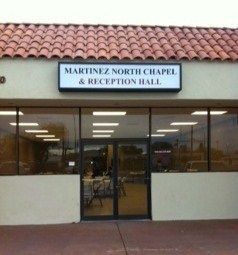 MARTINEZ NORTH CHAPEL
& RECEPTION HALL